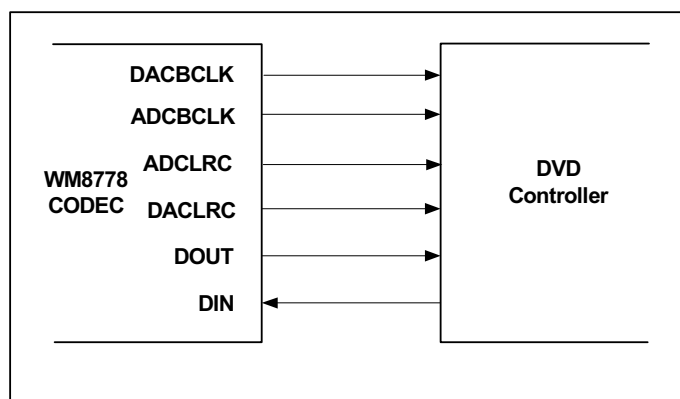 DACBCLK
ADCBCLK
ADCLRC
WM8778
CODEC
DACLRC
DOUT
DIN
DVD
Controller